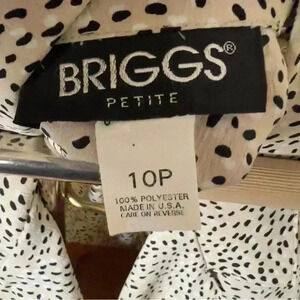 BRIGGS®
PETITE
10P
100% POLYESTER
MADE IN U.S.A.
CARE ON REVERSE